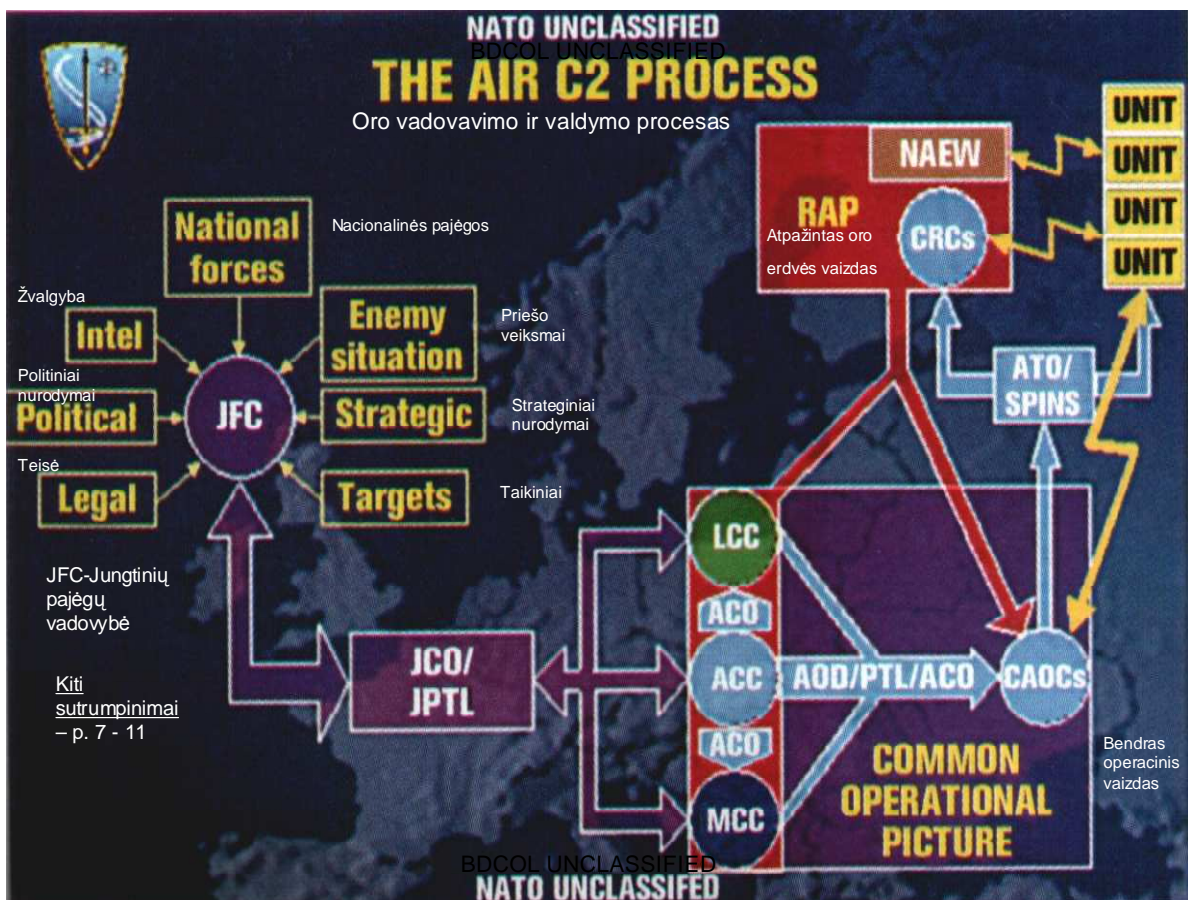 NATO UNCLASSIFIED
BDCOL UNCLASSIFIED
THE AIR C2 PROCESS
Oro vadovavimo ir valdymo procesas
UNIT
UNIT
UNIT
UNIT
NAEW
RAP
CRCs
Atpažintas oro
erdvės vaizdas
National
forces
Nacionalinės pajėgos
Žvalgyba
Intel
Enemy
situation
Priešo
veiksmai
Politiniai
nurodymai
Political
JFC
Strategic
Strateginiai
nurodymai
Teisė
Legal
Targets
Taikiniai
ATO/
SPINS
JFC-Jungtinių
pajėgų
vadovybė
Kiti
sutrumpinimai
– p. 7 - 11
JCO/
JPTL
LCC
ACO
ACC
AOD/PTL/ACO
CAOCs
ACO
MCC
COMMON
OPERATIONAL
PICTURE
Bendras
operacinis
vaizdas
BDCOL UNCLASSIFIED
NATO UNCLASSIFED